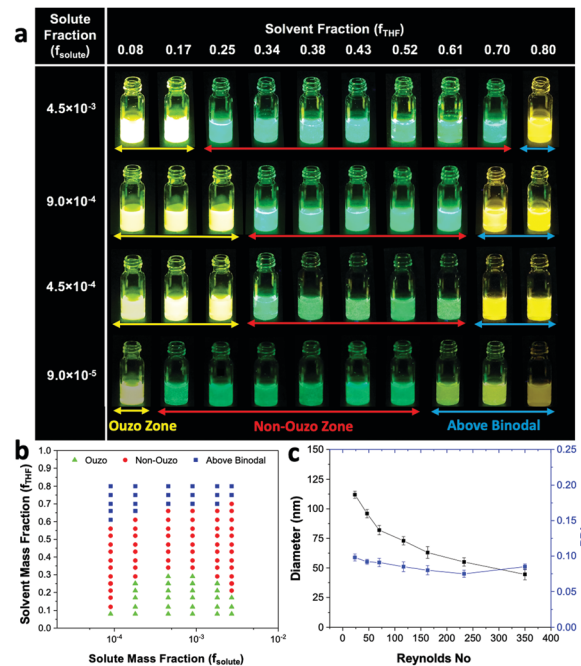 a
Solute Fraction (fsolute)
Solvent Fraction (fTHF)
0.08 0.17 0.25 0.34 0.38 0.43 0.52 0.61 0.70 0.80
4.5×10-3
9.0×10-4
4.5×10-4
9.0×10-5
Ouzo Zone Non-Ouzo Zone Above Binodal
b
Ouzo Non-Ouzo Above Binodal
Solvent Mass Fraction (fTHF)
1.0
0.9
0.8
0.7
0.6
0.5
0.4
0.3
0.2
0.1
0.0
10-4 10-3 10-2
Solute Mass Fraction (fsolute)
c
Diameter (nm)
150
125
100
75
50
25
0
0 50 100 150 200 250 300 350 400
Reynolds No
0.25
0.20
0.15
0.10
0.05
0.00